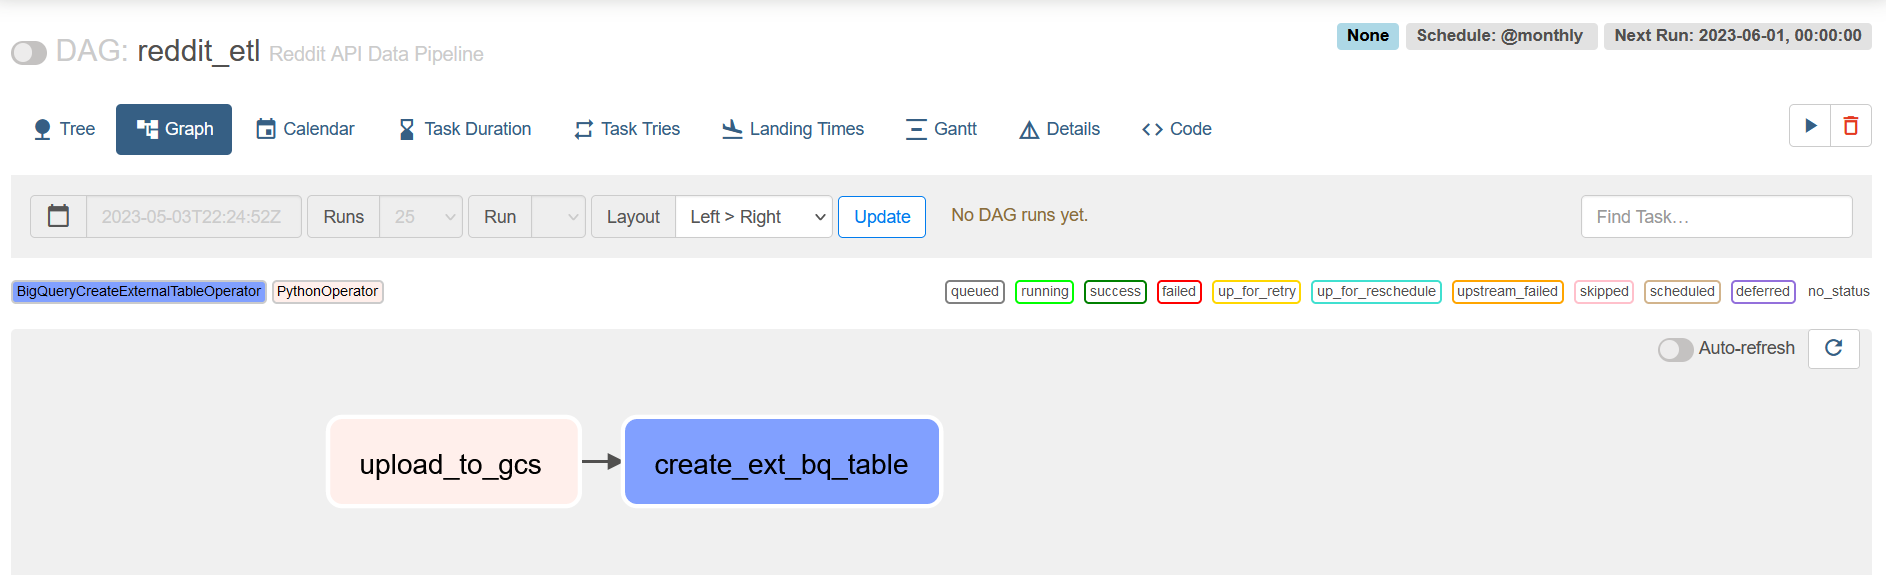 DAG: reddit_etl Reddit API Data Pipeline
None Schedule: @monthly Next Run: 2023-06-01, 00:00:00
Tree Graph Calendar Task Duration Task Tries Landing Times Gantt Details Code
2023-05-03T22:24:52Z Runs 25 Run Layout Left > Right Update No DAG runs yet. Find Task…
BigQueryCreateExternalTableOperator PythonOperator queued running success failed up_for_retry up_for_reschedule upstream_failed skipped scheduled deferred no_status
Auto-refresh
upload_to_gcs create_ext_bq_table